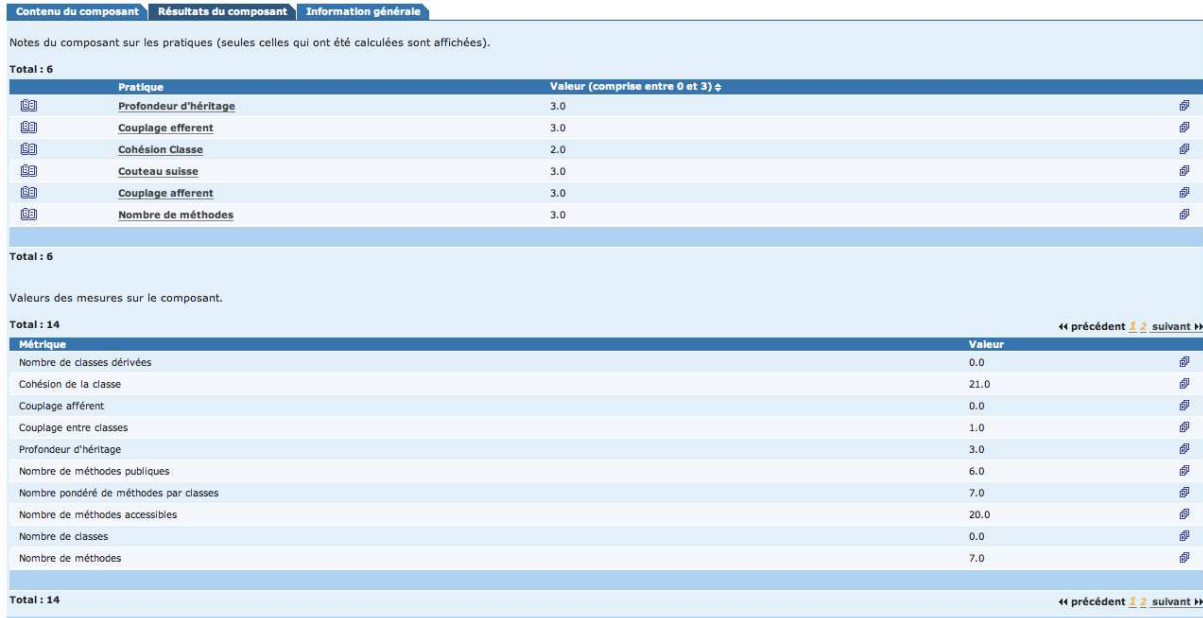 Contenu du composant Résultats du composant Information générale
Notes du composant sur les pratiques (seules celles qui ont été calculées sont affichées).
Total : 6
Pratique Valeur (comprise entre 0 et 3)
Profondeur d'héritage 3.0
Couplage efferent 3.0
Cohésion Classe 2.0
Couteau suisse 3.0
Couplage afferent 3.0
Nombre de méthodes 3.0
Total : 6
Valeurs des mesures sur le composant.
Total : 14 précédent 1 2 suivant
Métrique Valeur
Nombre de classes dérivées 0.0
Cohésion de la classe 21.0
Couplage afférent 0.0
Couplage entre classes 1.0
Profondeur d'héritage 3.0
Nombre de méthodes publiques 6.0
Nombre pondéré de méthodes par classes 7.0
Nombre de méthodes accessibles 20.0
Nombre de classes 0.0
Nombre de méthodes 7.0
Total : 14 précédent 1 2 suivant